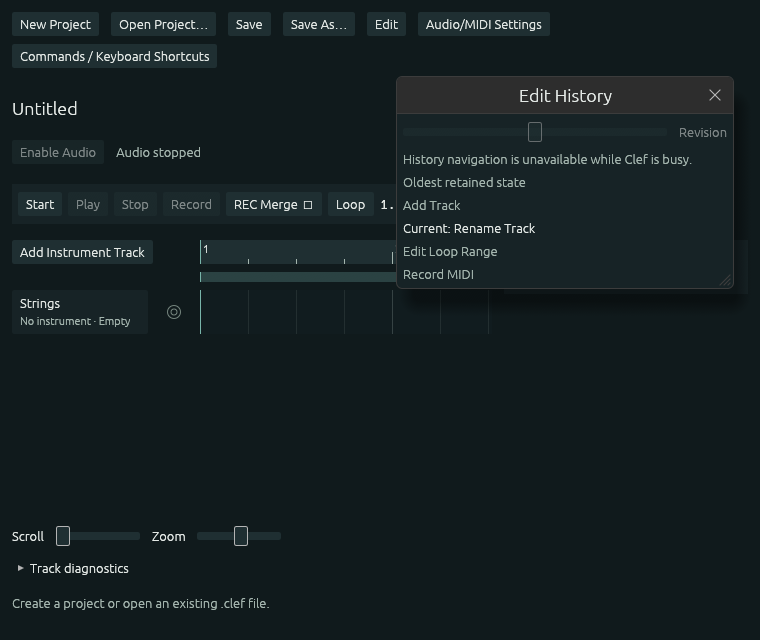 New Project Open Project... Save Save As... Edit Audio/MIDI Settings
Commands / Keyboard Shortcuts
Untitled
Edit History
Revision
Enable Audio Audio stopped
History navigation is unavailable while Clef is busy.
Oldest retained state
Start Play Stop Record REC Merge Loop 1.
Add Track
Current: Rename Track
Add Instrument Track 1
Edit Loop Range
Record MIDI
Strings
No instrument · Empty
Scroll Zoom
Track diagnostics
Create a project or open an existing .clef file.